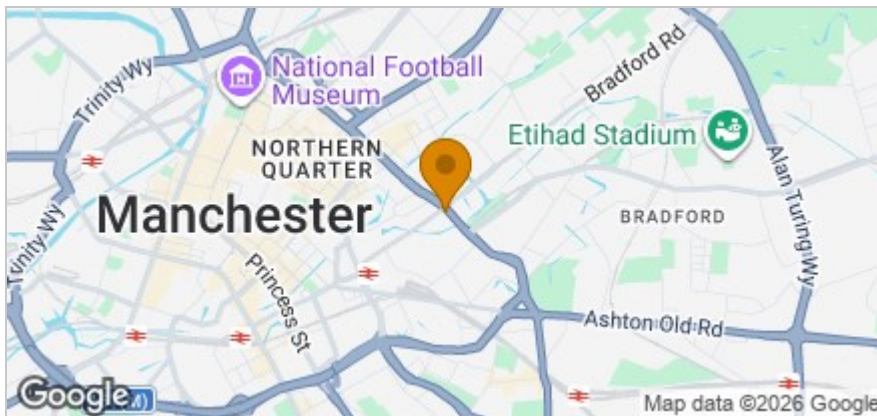 Trinity Wy
National Football
Museum
Bradford Rd
Etihad Stadium
NORTHERN
QUARTER
Manchester
BRADFORD
Alan Turing Wy
Trinity Wy
Princess St
Ashton Old Rd
Google
M)
Map data ©2026 Google